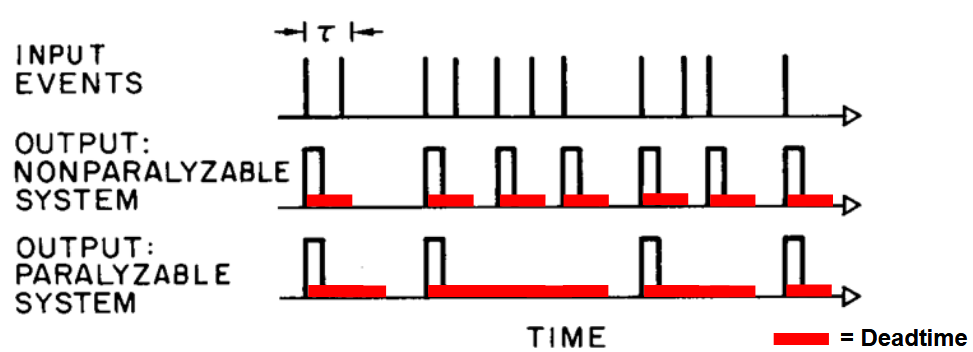 τ
INPUT
EVENTS
OUTPUT:
NONPARALYZABLE
SYSTEM
OUTPUT:
PARALYZABLE
SYSTEM
TIME
= Deadtime